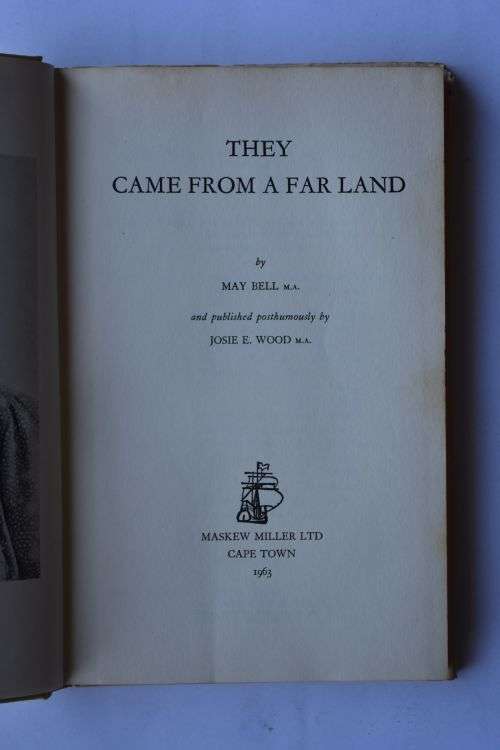 THEY
CAME FROM A FAR LAND
by
MAY BELL M.A.
and published posthumously by
JOSIE E. WOOD M.A.
MASKEW MILLER LTD
CAPE TOWN
1963